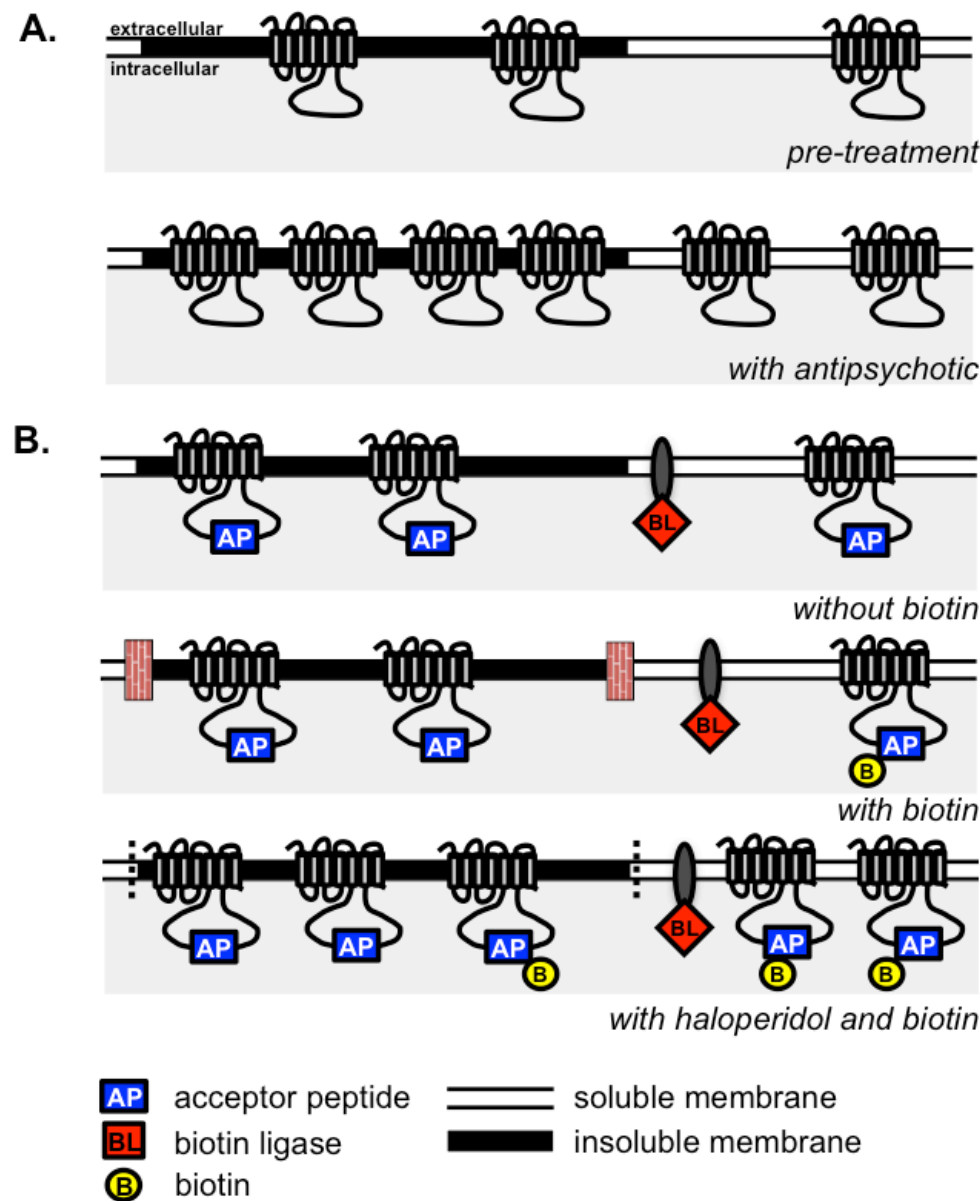 A.
extracellular
intracellular
pre-treatment
with antipsychotic
B.
AP
AP
BL
AP
without biotin
AP
AP
BL
AP
B
with biotin
AP
AP
AP
B
BL
AP
B
AP
B
with haloperidol and biotin
AP acceptor peptide
soluble membrane
BL biotin ligase
insoluble membrane
B biotin